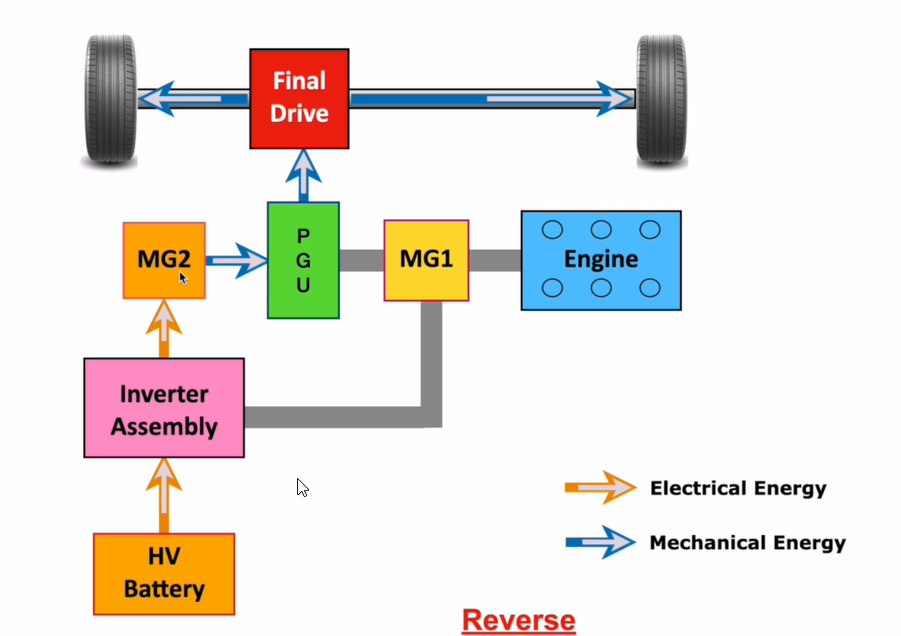 Final
Drive
MG2
P
G
U
MG1
Engine
Inverter
Assembly
Electrical Energy
Mechanical Energy
HV
Battery
Reverse